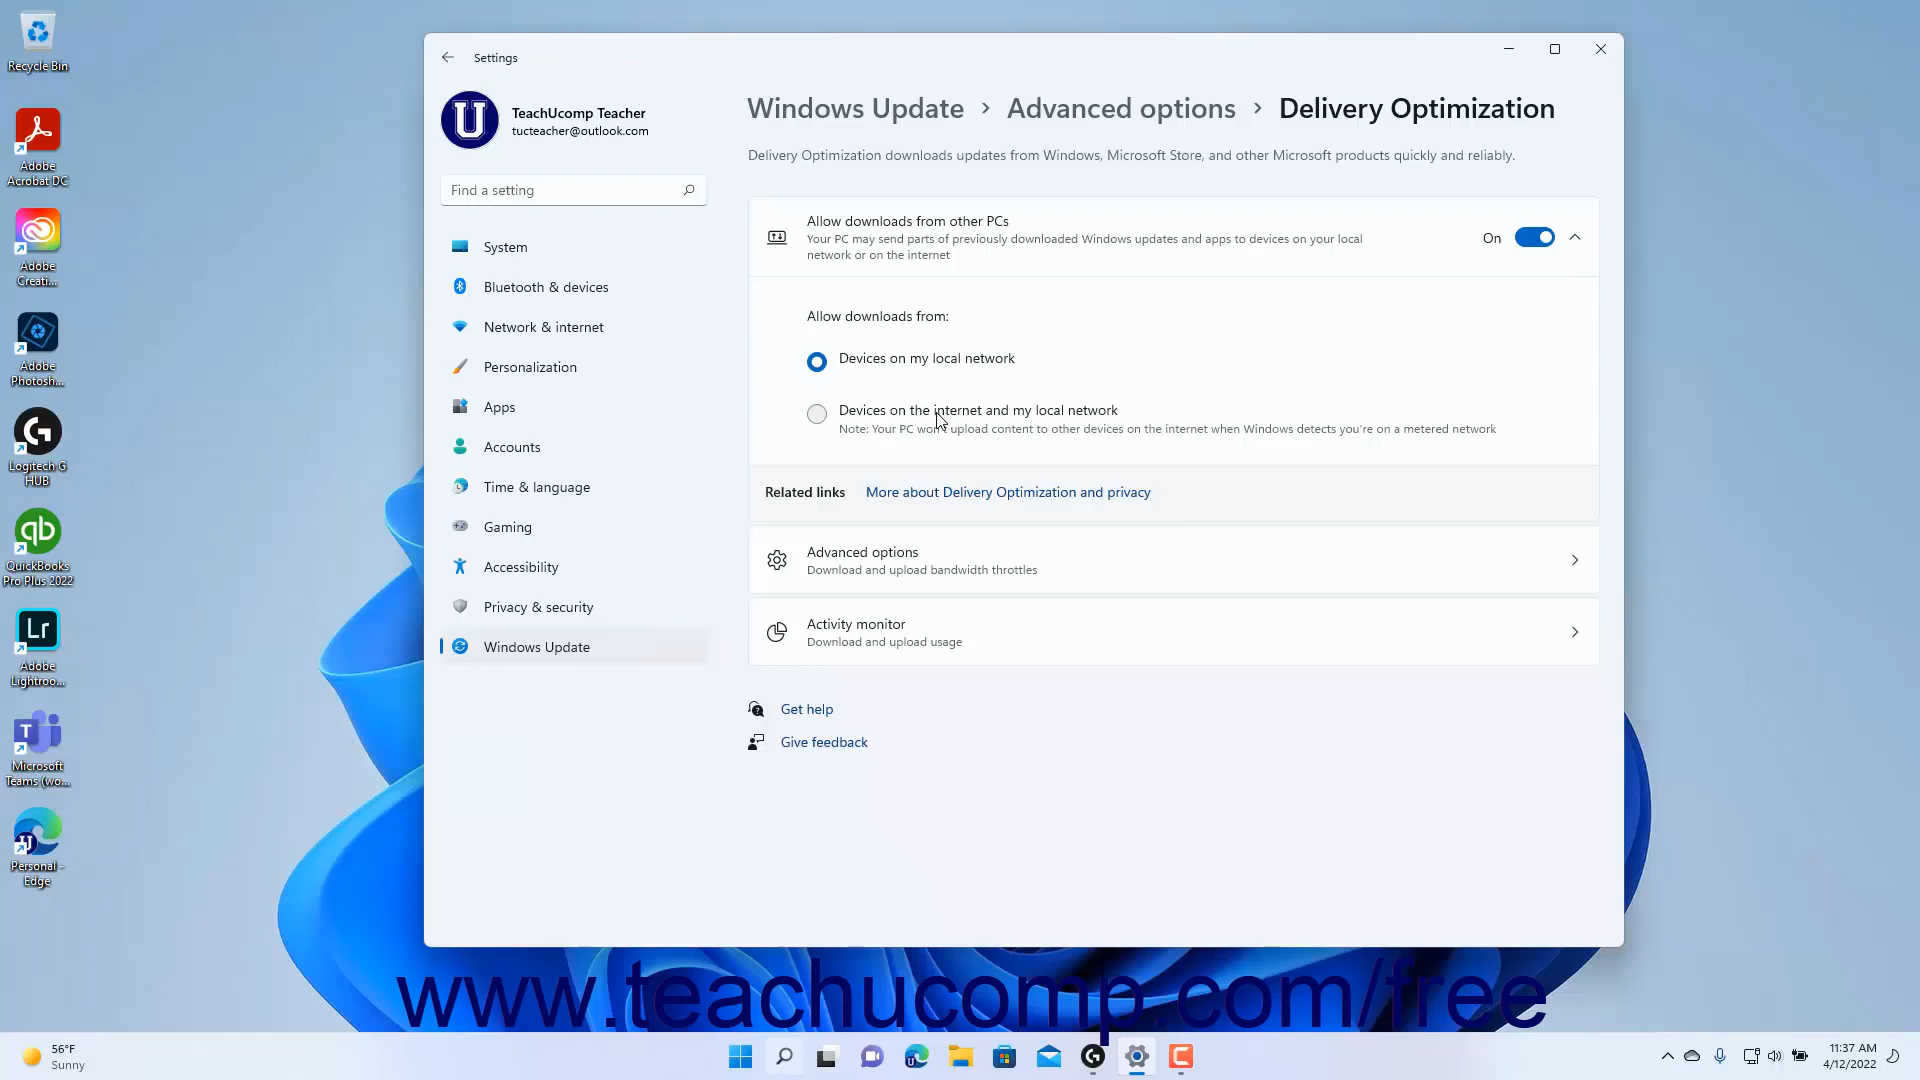 Recycle Bin
Adobe
Acrobat DC
Adobe
Creati...
Adobe
Photosh...
Logitech G
HUB
QuickBooks
Pro Plus 2022
Adobe
Lightroo...
Microsoft
Teams (wo...
Personal -
Edge
Settings
TeachUcomp Teacher
tucteacher@outlook.com
Find a setting
System
Bluetooth & devices
Network & internet
Personalization
Apps
Accounts
Time & language
Gaming
Accessibility
Privacy & security
Windows Update
Windows Update > Advanced options > Delivery Optimization
Delivery Optimization downloads updates from Windows, Microsoft Store, and other Microsoft products quickly and reliably.
Allow downloads from other PCs
Your PC may send parts of previously downloaded Windows updates and apps to devices on your local
network or on the internet
On
Allow downloads from:
Devices on my local network
Devices on the internet and my local network
Note: Your PC won't upload content to other devices on the internet when Windows detects you're on a metered network
Related links More about Delivery Optimization and privacy
Advanced options
Download and upload bandwidth throttles
Activity monitor
Download and upload usage
Get help
Give feedback
www.teachucomp.com/free
56°F
Sunny
11:37 AM
4/12/2022